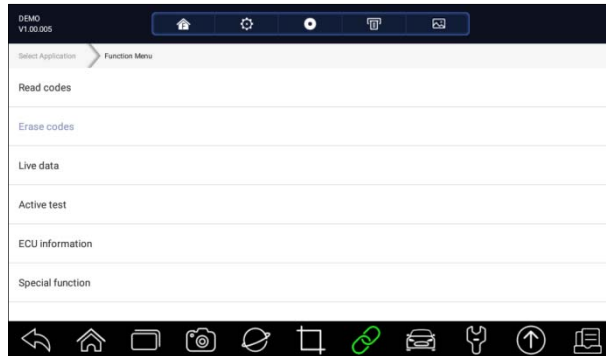 DEMO
V1.00.005
Select Application
Function Menu
Read codes
Erase codes
Live data
Active test
ECU information
Special function